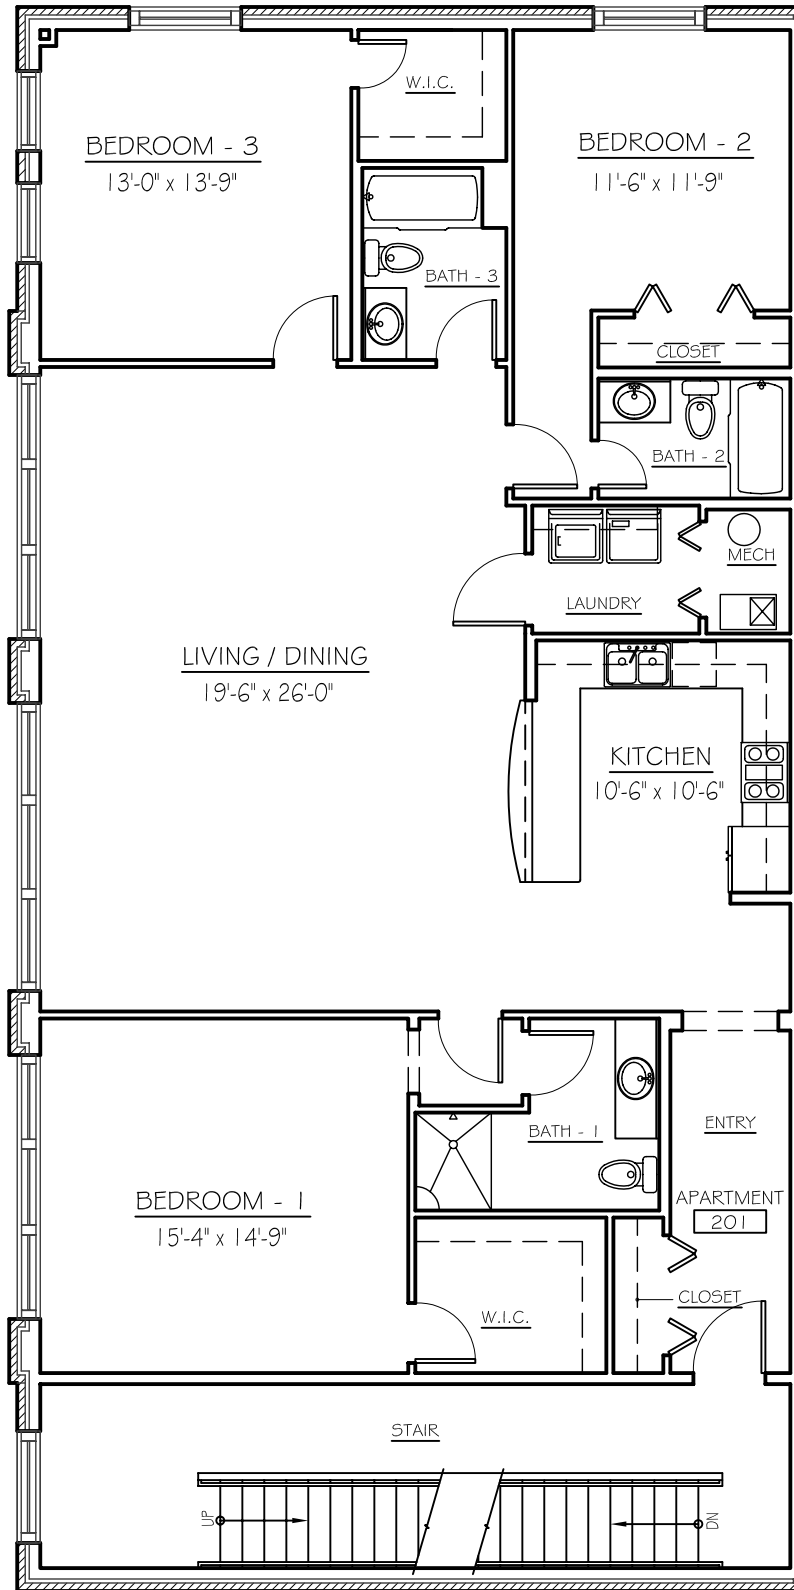 W.I.C.
BEDROOM - 3
13'-0" x 13'-9"
BEDROOM - 2
11'-6" x 11'-9"
BATH - 3
CLOSET
BATH - 2
MECH
LAUNDRY
LIVING / DINING
19'-6" x 26'-0"
KITCHEN
10'-6" x 10'-6"
ENTRY
BATH - 1
APARTMENT
201
BEDROOM - 1
15'-4" x 14'-9"
CLOSET
W.I.C.
STAIR
UP
DN